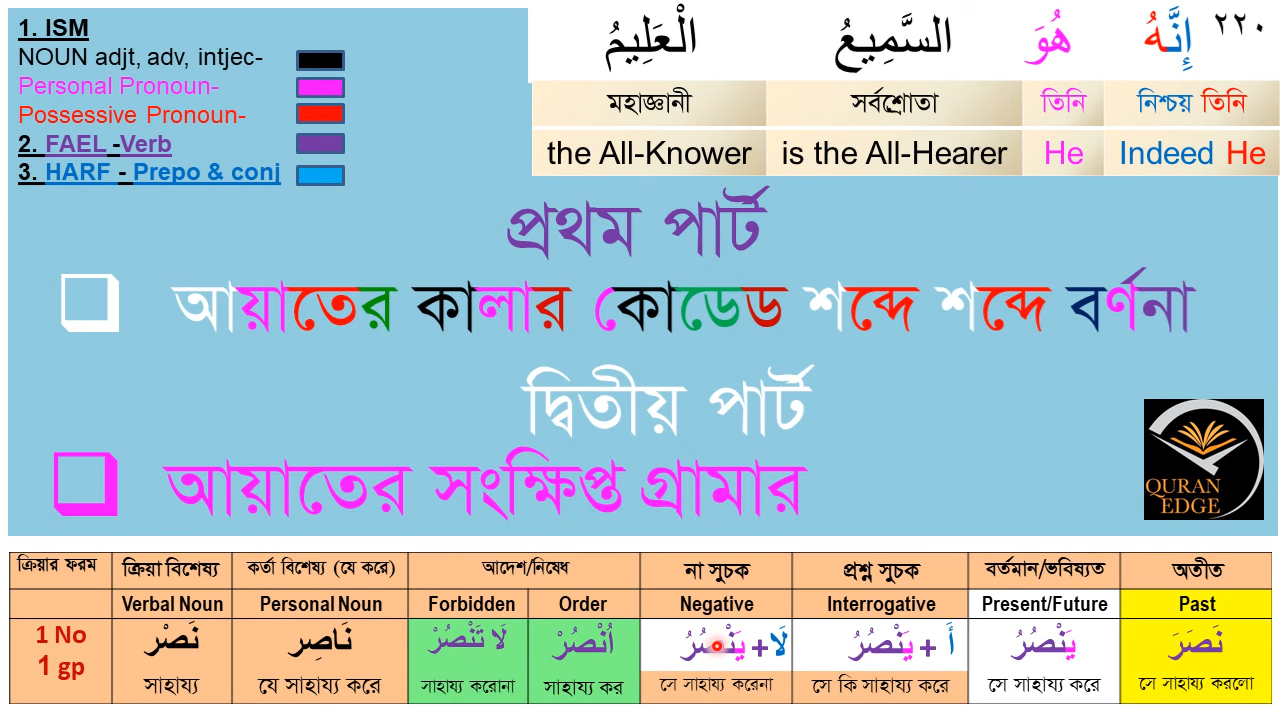 1. ISM
NOUN adjt, adv, intjec-
Personal Pronoun-
Possessive Pronoun-
2. FAEL -Verb
3. HARF - Prepo & conj
٢٢٠ إِنَّهُ هُوَ السَّمِيعُ الْعَلِيمُ
মহাজ্ঞানী সর্বশ্রোতা তিনি নিশ্চয় তিনি
the All-Knower is the All-Hearer He Indeed He
প্রথম পার্ট
আয়াতের কালার কোডেড শব্দে শব্দে বর্ণনা
দ্বিতীয় পার্ট
আয়াতের সংক্ষিপ্ত গ্রামার
QURAN
EDGE
ক্রিয়ার ফরম ক্রিয়া বিশেষ্য কর্তা বিশেষ্য (যে করে) আদেশ/নিষেধ না সুচক প্রশ্ন সুচক বর্তমান/ভবিষ্যত অতীত
Verbal Noun Personal Noun Forbidden Order Negative Interrogative Present/Future Past
1 No
1 gp
نَصْر نَاصِر لَا تَنْصُرْ اُنْصُرْ لَا + يَنْصُرُ أَ + يَنْصُرُ يَنْصُرُ نَصَرَ
সাহায্য যে সাহায্য করে সাহায্য করোনা সাহায্য কর সে সাহায্য করেনা সে কি সাহায্য করে সে সাহায্য করে সে সাহায্য করলো